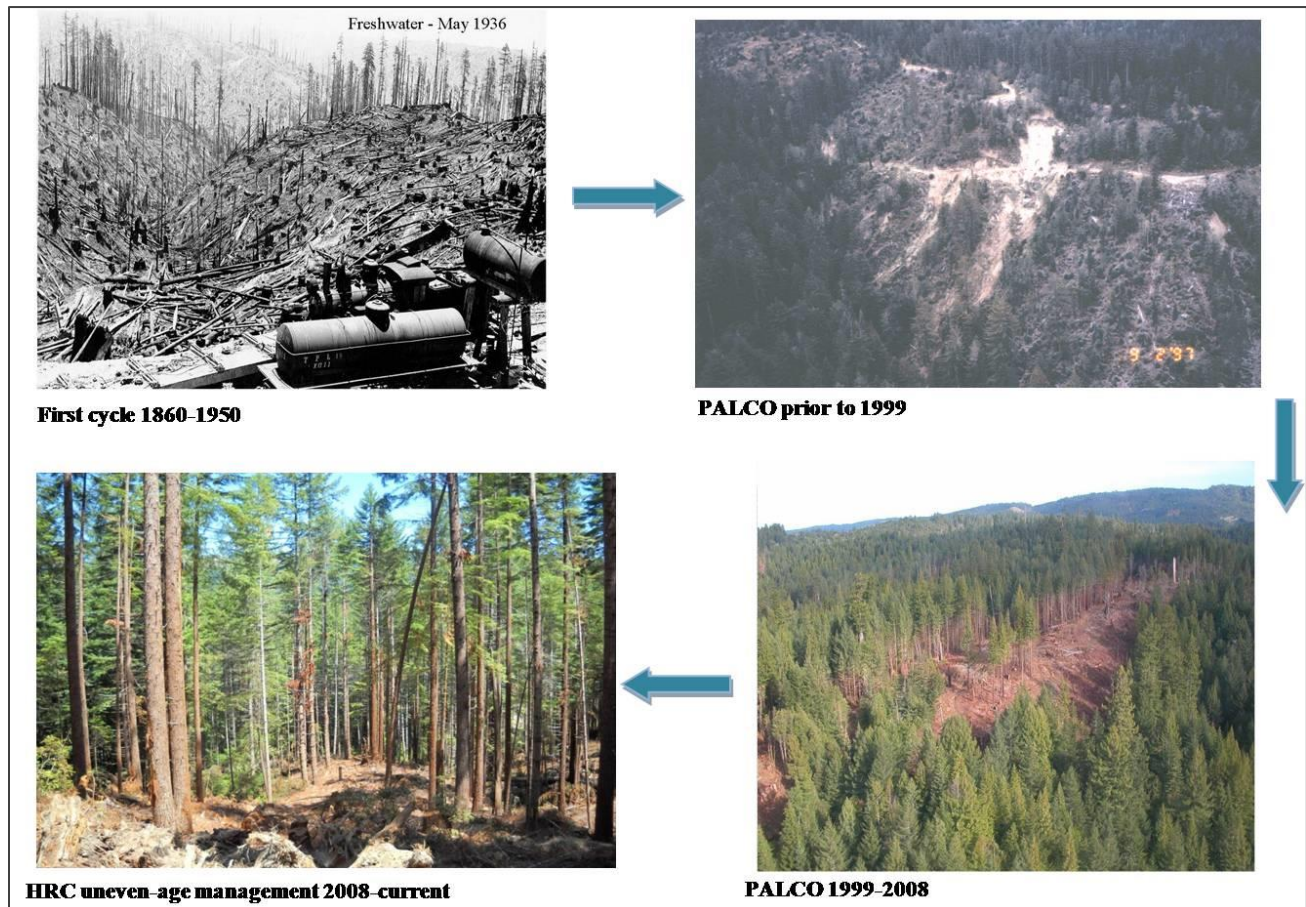 Freshwater - May 1936
First cycle 1860-1950
9 2'97
PALCO prior to 1999
PALCO 1999-2008
HRC uneven-age management 2008-current